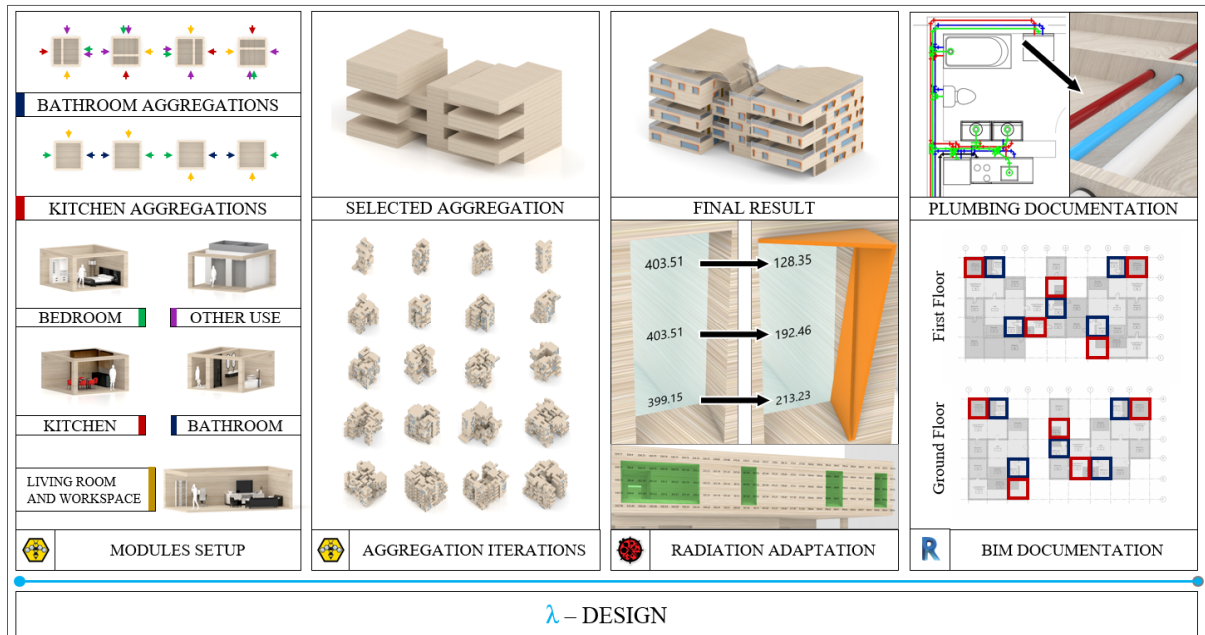 BATHROOM AGGREGATIONS
KITCHEN AGGREGATIONS
BEDROOM
OTHER USE
KITCHEN
BATHROOM
LIVING ROOM
AND WORKSPACE
MODULES SETUP
SELECTED AGGREGATION
AGGREGATION ITERATIONS
FINAL RESULT
403.51
128.35
403.51
192.46
399.15
213.23
RADIATION ADAPTATION
PLUMBING DOCUMENTATION
First Floor
Ground Floor
R
BIM DOCUMENTATION
λ – DESIGN